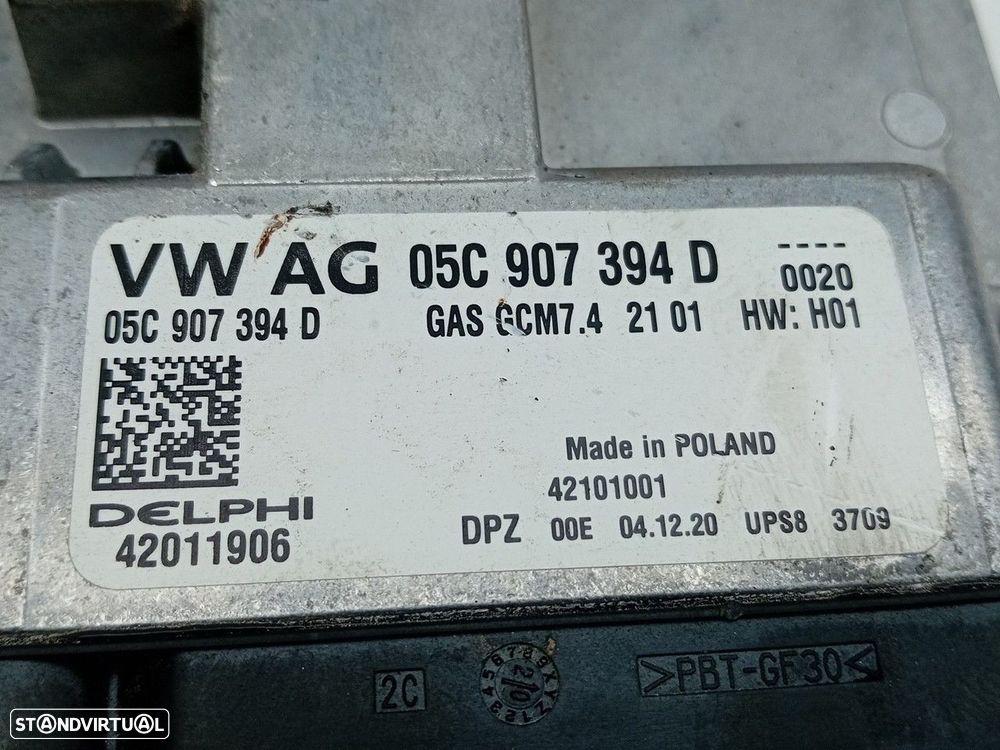 VW AG 05C 907 394 D
----
0020
05C 907 394 D GAS GCM7.4 21 01 HW: H01
Made in POLAND
42101001
DELPHI
42011906
DPZ 00E 04.12.20 UPS8 3709
2C
>PBT-GF30<
STANDVIRTUAL